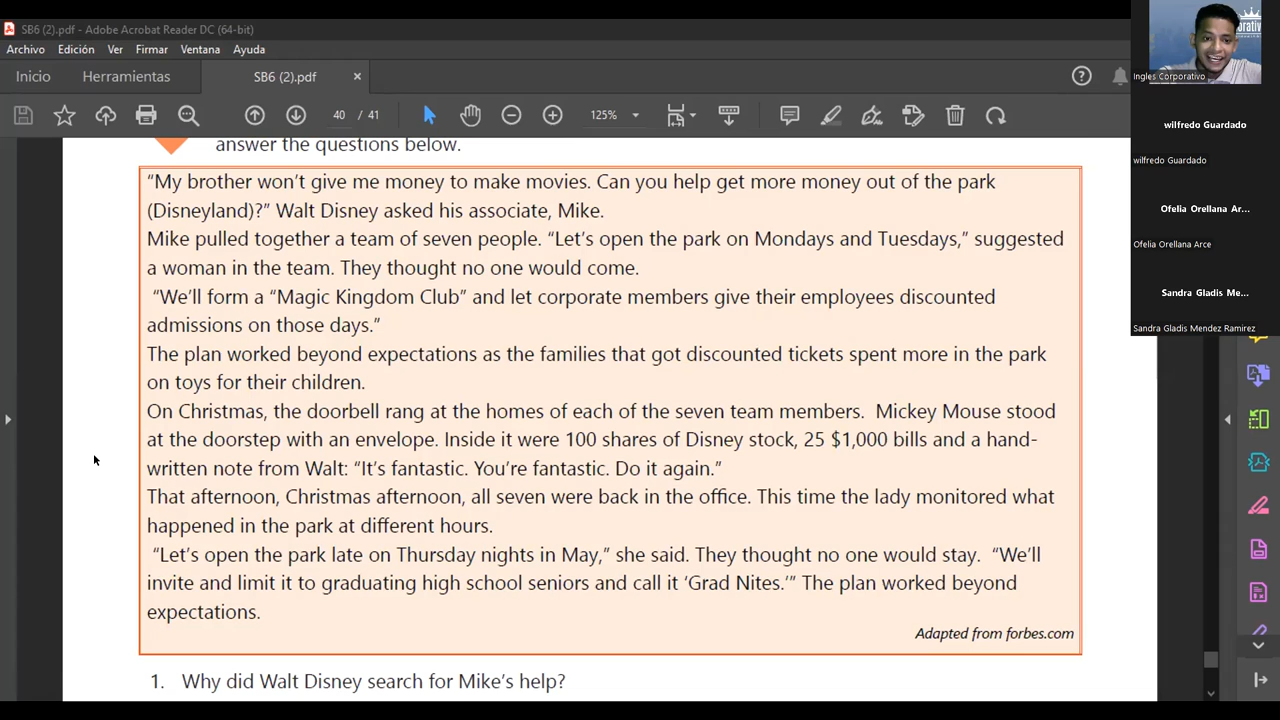 SB6 (2).pdf - Adobe Acrobat Reader DC (64-bit)
Archivo Edición Ver Firmar Ventana Ayuda
Inicio Herramientas SB6 (2).pdf ×
40 / 41 125%
answer the questions below.
“My brother won’t give me money to make movies. Can you help get more money out of the park
(Disneyland)?” Walt Disney asked his associate, Mike.
Mike pulled together a team of seven people. “Let’s open the park on Mondays and Tuesdays,” suggested
a woman in the team. They thought no one would come.
“We’ll form a “Magic Kingdom Club” and let corporate members give their employees discounted
admissions on those days.”
The plan worked beyond expectations as the families that got discounted tickets spent more in the park
on toys for their children.
On Christmas, the doorbell rang at the homes of each of the seven team members. Mickey Mouse stood
at the doorstep with an envelope. Inside it were 100 shares of Disney stock, 25 $1,000 bills and a hand-
written note from Walt: “It’s fantastic. You’re fantastic. Do it again.”
That afternoon, Christmas afternoon, all seven were back in the office. This time the lady monitored what
happened in the park at different hours.
“Let’s open the park late on Thursday nights in May,” she said. They thought no one would stay. “We’ll
invite and limit it to graduating high school seniors and call it ‘Grad Nites.’” The plan worked beyond
expectations.
Adapted from forbes.com
1. Why did Walt Disney search for Mike’s help?
Ingles Corporativo
wilfredo Guardado
wilfredo Guardado
Ofelia Orellana Ar...
Ofelia Orellana Arce
Sandra Gladis Me...
Sandra Gladis Mendez Ramirez